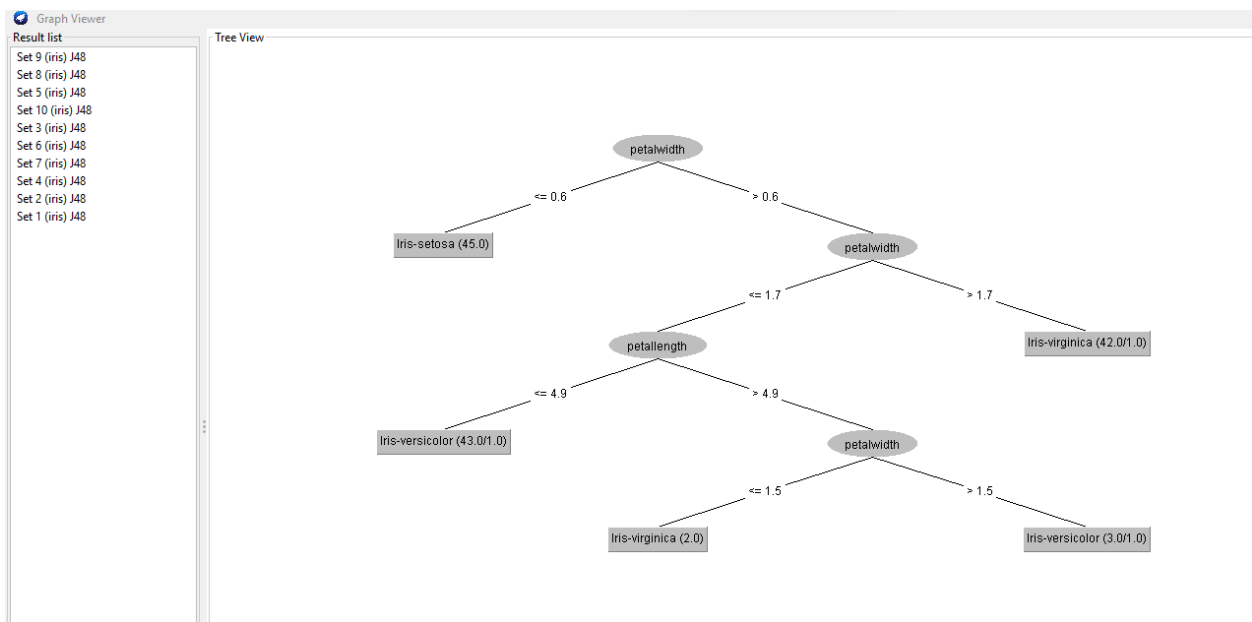 Graph Viewer
Result list
Set 9 (iris) J48
Set 8 (iris) J48
Set 5 (iris) J48
Set 10 (iris) J48
Set 3 (iris) J48
Set 6 (iris) J48
Set 7 (iris) J48
Set 4 (iris) J48
Set 2 (iris) J48
Set 1 (iris) J48
Tree View
petalwidth
<= 0.6
> 0.6
Iris-setosa (45.0)
petalwidth
<= 1.7
> 1.7
petallength
Iris-virginica (42.0/1.0)
<= 4.9
> 4.9
Iris-versicolor (43.0/1.0)
petalwidth
<= 1.5
> 1.5
Iris-virginica (2.0)
Iris-versicolor (3.0/1.0)